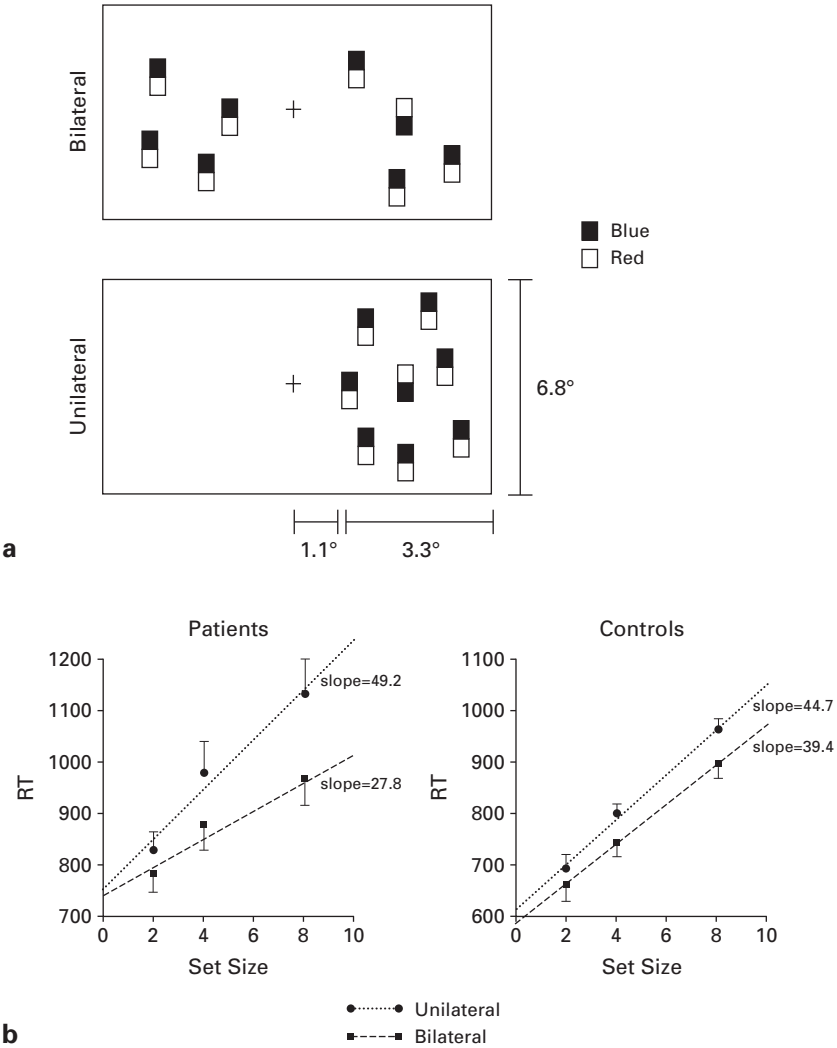 Bilateral
Blue
Red
Unilateral
6.8°
1.1°
3.3°
a
Patients
Controls
1200
1100
1000
900
800
700
RT
slope=49.2
slope=27.8
0 2 4 6 8 10
Set Size
1100
1000
900
800
700
600
RT
slope=44.7
slope=39.4
0 2 4 6 8 10
Set Size
Unilateral
Bilateral
b